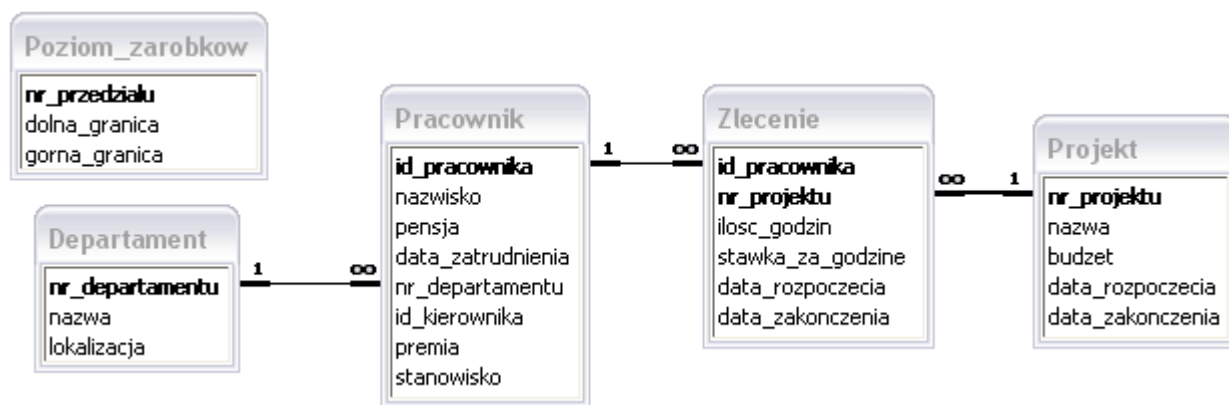 Poziom_zarobkow
nr_przedzialu
dolna_granica
gorna_granica
Departament
nr_departamentu
nazwa
lokalizacja
1
∞
Pracownik
id_pracownika
nazwisko
pensja
data_zatrudnienia
nr_departamentu
id_kierownika
premia
stanowisko
1
∞
Zlecenie
id_pracownika
nr_projektu
ilosc_godzin
stawka_za_godzine
data_rozpoczecia
data_zakonczenia
∞
1
Projekt
nr_projektu
nazwa
budzet
data_rozpoczecia
data_zakonczenia